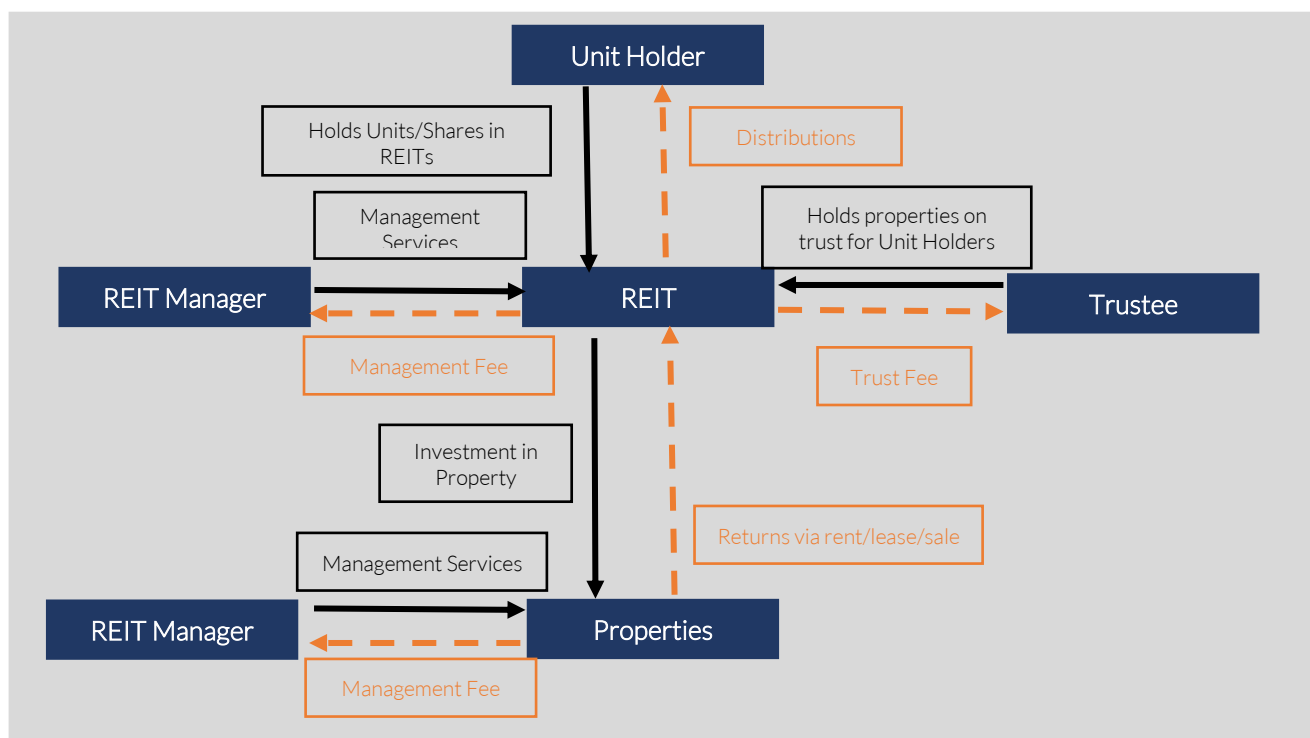 Unit Holder
Holds Units/Shares in
REITs
Distributions
Management
Services
Holds properties on
trust for Unit Holders
REIT Manager
REIT
Trustee
Management Fee
Trust Fee
Investment in
Property
Returns via rent/lease/sale
Management Services
REIT Manager
Properties
Management Fee